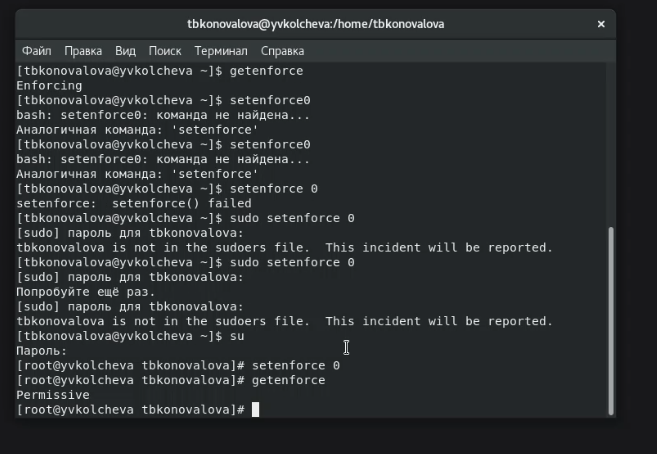 tbkonovalova@yvkolcheva:/home/tbkonovalova
Файл Правка Вид Поиск Терминал Справка
[tbkonovalova@yvkolcheva ~]$ getenforce
Enforcing
[tbkonovalova@yvkolcheva ~]$ setenforce0
bash: setenforce0: команда не найдена...
Аналогичная команда: 'setenforce'
[tbkonovalova@yvkolcheva ~]$ setenforce0
bash: setenforce0: команда не найдена...
Аналогичная команда: 'setenforce'
[tbkonovalova@yvkolcheva ~]$ setenforce 0
setenforce:  setenforce() failed
[tbkonovalova@yvkolcheva ~]$ sudo setenforce 0
[sudo] пароль для tbkonovalova:
tbkonovalova is not in the sudoers file.  This incident will be reported.
[tbkonovalova@yvkolcheva ~]$ sudo setenforce 0
[sudo] пароль для tbkonovalova:
Попробуйте ещё раз.
[sudo] пароль для tbkonovalova:
tbkonovalova is not in the sudoers file.  This incident will be reported.
[tbkonovalova@yvkolcheva ~]$ su
Пароль:
[root@yvkolcheva tbkonovalova]# setenforce 0
[root@yvkolcheva tbkonovalova]# getenforce
Permissive
[root@yvkolcheva tbkonovalova]#